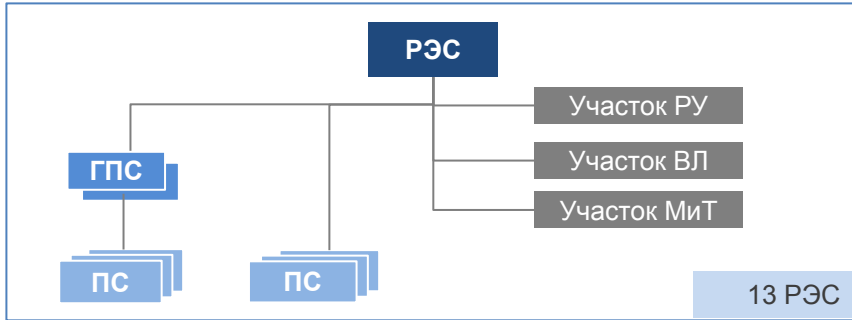 РЭС
Участок РУ
ГПС
Участок ВЛ
Участок МиТ
ПС
ПС
13 РЭС